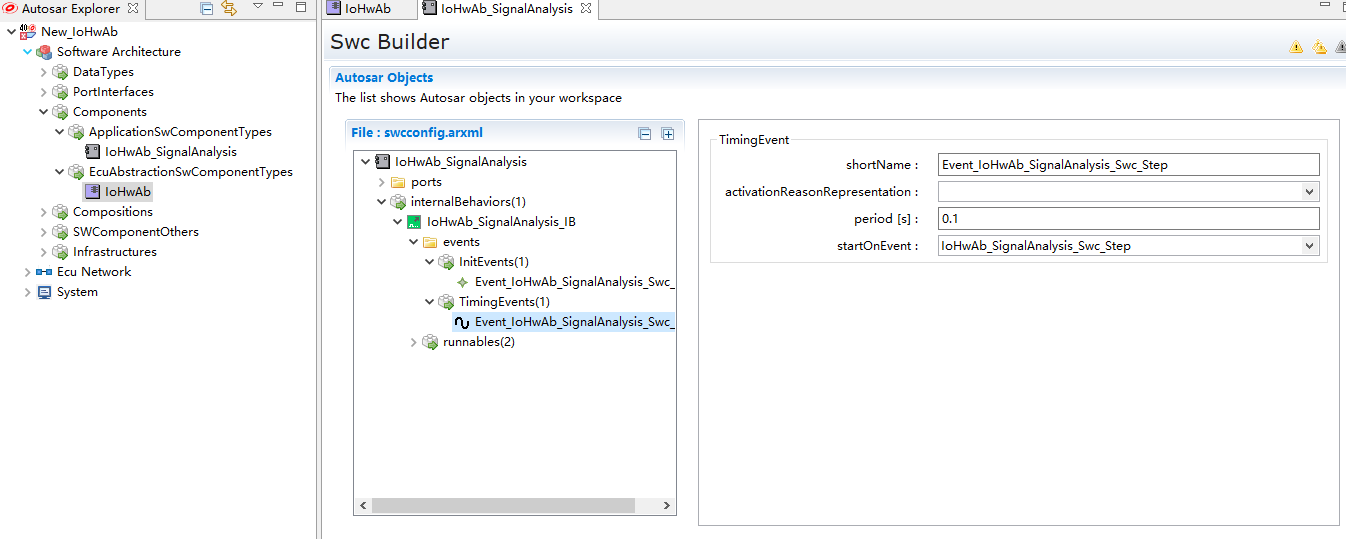 Autosar Explorer
New_IoHwAb
Software Architecture
DataTypes
PortInterfaces
Components
ApplicationSwComponentTypes
IoHwAb_SignalAnalysis
EcuAbstractionSwComponentTypes
IoHwAb
Compositions
SWComponentOthers
Infrastructures
Ecu Network
System
IoHwAb
IoHwAb_SignalAnalysis
Swc Builder
Autosar Objects
The list shows Autosar objects in your workspace
File : swcconfig.arxml
IoHwAb_SignalAnalysis
ports
internalBehaviors(1)
IoHwAb_SignalAnalysis_IB
events
InitEvents(1)
Event_IoHwAb_SignalAnalysis_Swc_
TimingEvents(1)
Event_IoHwAb_SignalAnalysis_Swc_
runnables(2)
TimingEvent
shortName : Event_IoHwAb_SignalAnalysis_Swc_Step
activationReasonRepresentation :
period [s] : 0.1
startOnEvent : IoHwAb_SignalAnalysis_Swc_Step